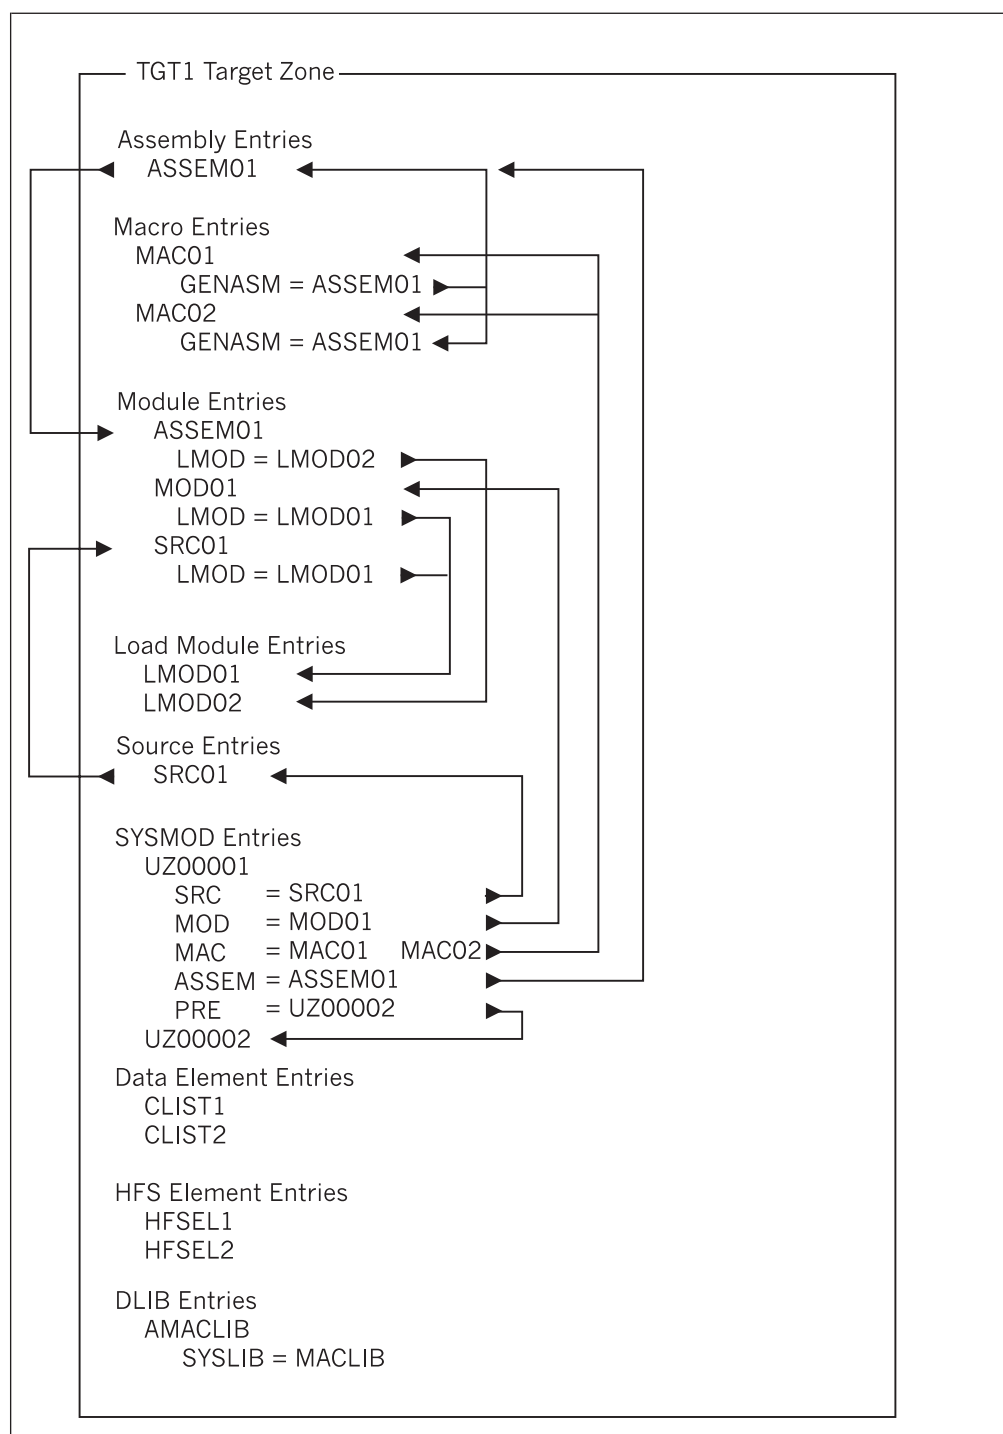 TGT1 Target Zone
Assembly Entries
ASSEM01
Macro Entries
MAC01
GENASM = ASSEM01
MAC02
GENASM = ASSEM01
Module Entries
ASSEM01
LMOD = LMOD02
MOD01
LMOD = LMOD01
SRC01
LMOD = LMOD01
Load Module Entries
LMOD01
LMOD02
Source Entries
SRC01
SYSMOD Entries
UZ00001
SRC = SRC01
MOD = MOD01
MAC = MAC01 MAC02
ASSEM = ASSEM01
PRE = UZ00002
UZ00002
Data Element Entries
CLIST1
CLIST2
HFS Element Entries
HFSEL1
HFSEL2
DLIB Entries
AMACLIB
SYSLIB = MACLIB